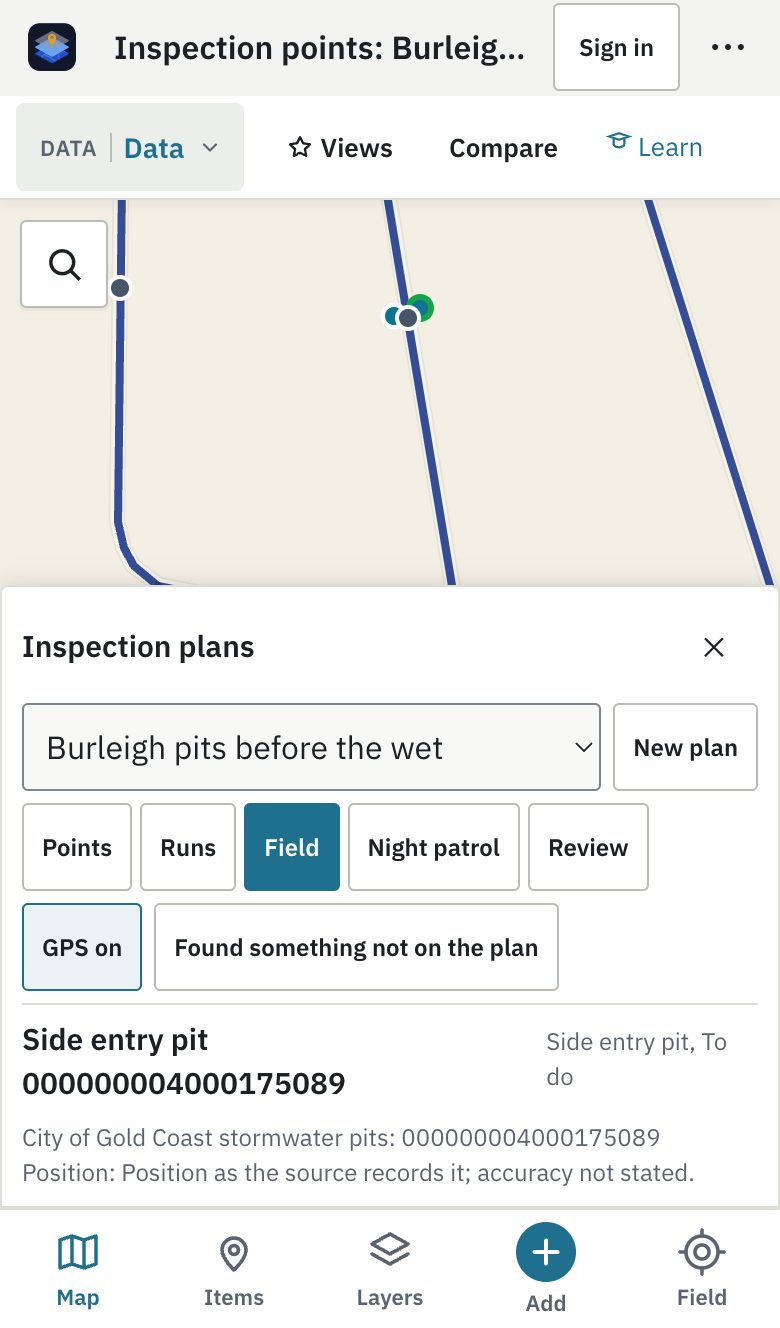 Inspection points: Burleig...
Sign in
DATA
Data
Views
Compare
Learn
Inspection plans
Burleigh pits before the wet
New plan
Points
Runs
Field
Night patrol
Review
GPS on
Found something not on the plan
Side entry pit
000000004000175089
Side entry pit, To
do
City of Gold Coast stormwater pits: 000000004000175089
Position: Position as the source records it; accuracy not stated.
Map
Items
Layers
Add
Field